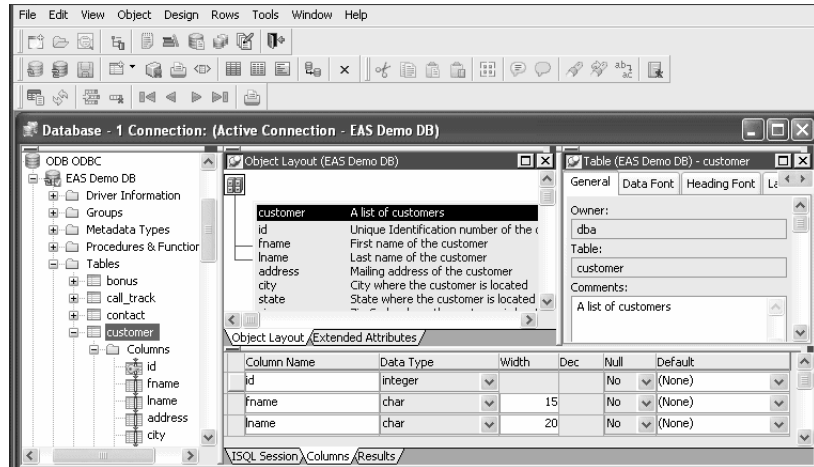 File Edit View Object Design Rows Tools Window Help
Database - 1 Connection: (Active Connection - EAS Demo DB)
ODB ODBC
EAS Demo DB
Driver Information
Groups
Metadata Types
Procedures & Function
Tables
bonus
call_track
contact
customer
Columns
id
fname
lname
address
city
Object Layout (EAS Demo DB)
customer A list of customers
id Unique Identification number of the c
fname First name of the customer
lname Last name of the customer
address Mailing address of the customer
city City where the customer is located
state State where the customer is located
Object Layout Extended Attributes
Table (EAS Demo DB) - customer
General Data Font Heading Font La
Owner:
dba
Table:
customer
Comments:
A list of customers
Column Name Data Type Width Dec Null Default
id integer No (None)
fname char 15 No (None)
lname char 20 No (None)
ISQL Session Columns Results